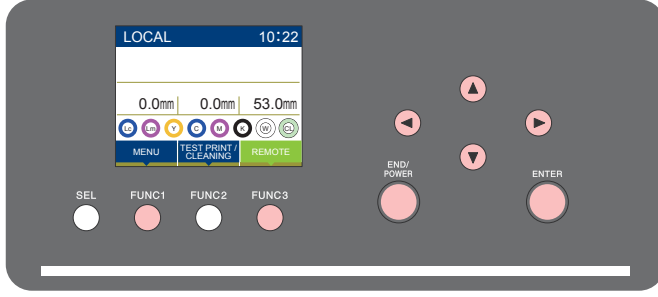 LOCAL 10:22
0.0mm 0.0mm 53.0mm
Lc Lm Y C M K W CL
MENU TEST PRINT / CLEANING REMOTE
SEL FUNC1 FUNC2 FUNC3
END/
POWER
ENTER